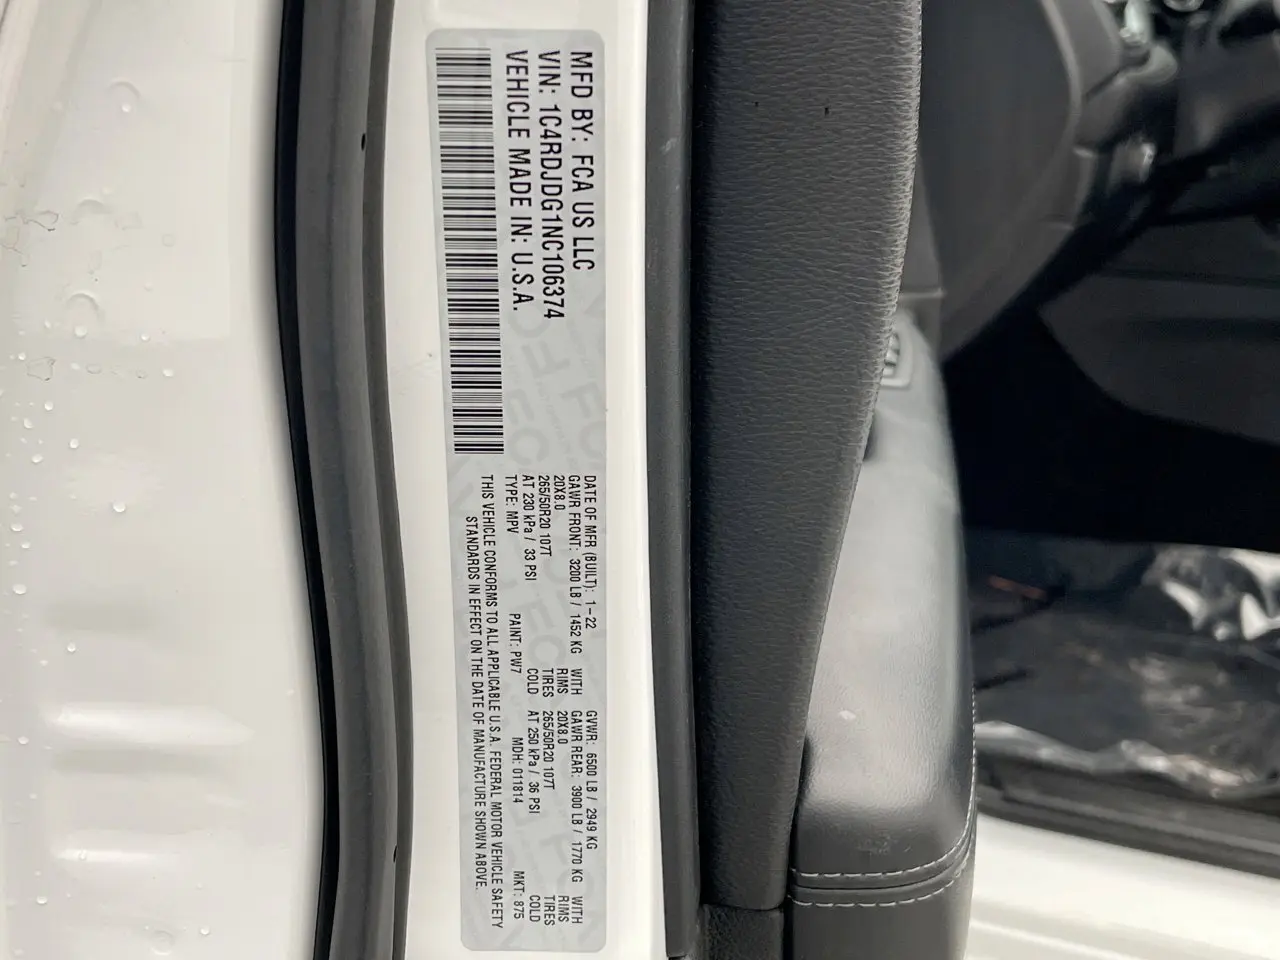 MFD BY: FCA US LLC
VIN: 1C4RDJDG1NC106374
VEHICLE MADE IN: U.S.A.
DATE OF MFR (BUILT): 1-22 GVWR: 6500 LB / 2949 KG
GAWR FRONT: 3200 LB / 1452 KG WITH GAWR REAR: 3900 LB / 1770 KG WITH
20X8.0 RIMS 20X8.0 RIMS
265/50R20 107T TIRES 265/50R20 107T TIRES
AT 230 kPa / 33 PSI COLD AT 250 kPa / 36 PSI COLD
TYPE: MPV PAINT: PW7 MDH: 011814 MKT: 875
THIS VEHICLE CONFORMS TO ALL APPLICABLE U.S.A. FEDERAL MOTOR VEHICLE SAFETY
STANDARDS IN EFFECT ON THE DATE OF MANUFACTURE SHOWN ABOVE.